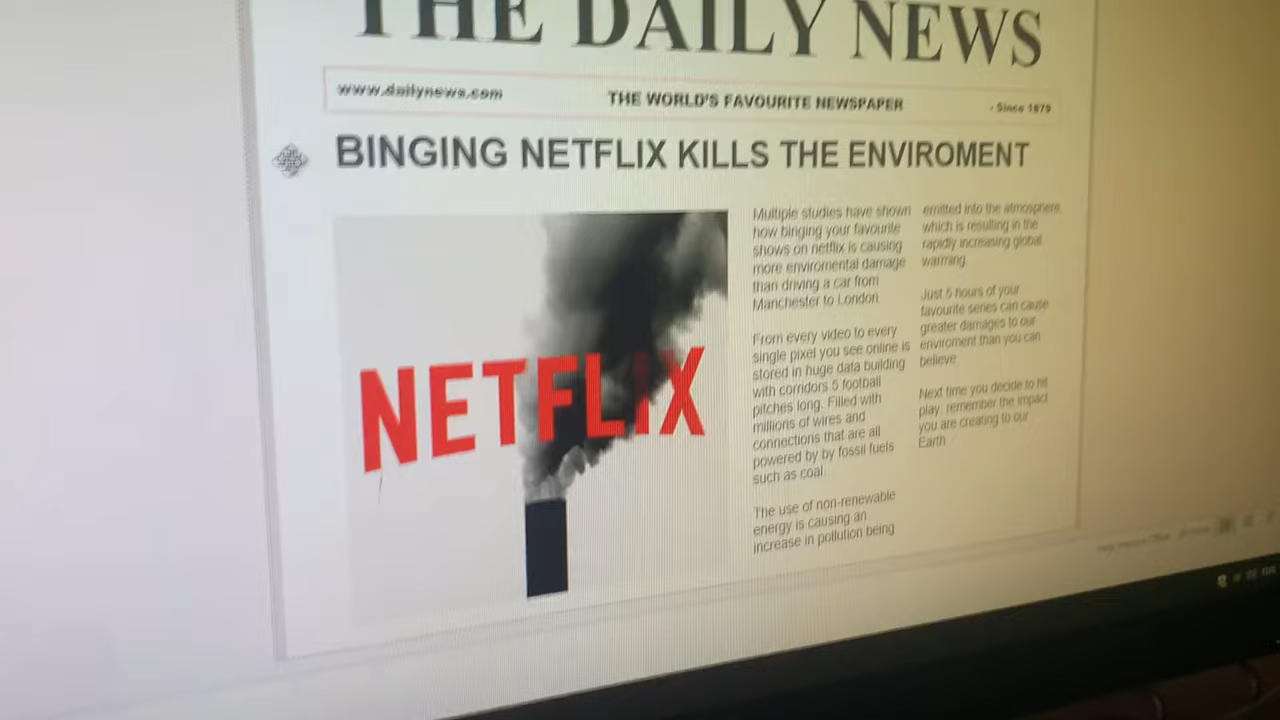 THE DAILY NEWS
www.dailynews.com
THE WORLD'S FAVOURITE NEWSPAPER
- Since 1879
BINGING NETFLIX KILLS THE ENVIROMENT
NETFLIX
Multiple studies have shown
how binging your favourite
shows on netflix is causing
more enviromental damage
than driving a car from
Manchester to London.
From every video to every
single pixel you see online is
stored in huge data building
with corridors 5 football
pitches long. Filled with
millions of wires and
connections that are all
powered by by fossil fuels
such as coal.
The use of non-renewable
energy is causing an
increase in pollution being
emitted into the atmosphere,
which is resulting in the
rapidly increasing global
warming.
Just 5 hours of your
favourite series can cause
greater damages to our
enviroment than you can
believe.
Next time you decide to hit
play, remember the impact
you are creating to our
Earth